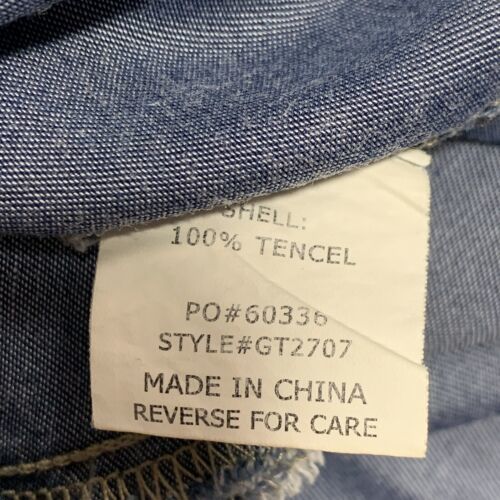 SHELL:
100% TENCEL
PO#60336
STYLE#GT2707
MADE IN CHINA
REVERSE FOR CARE